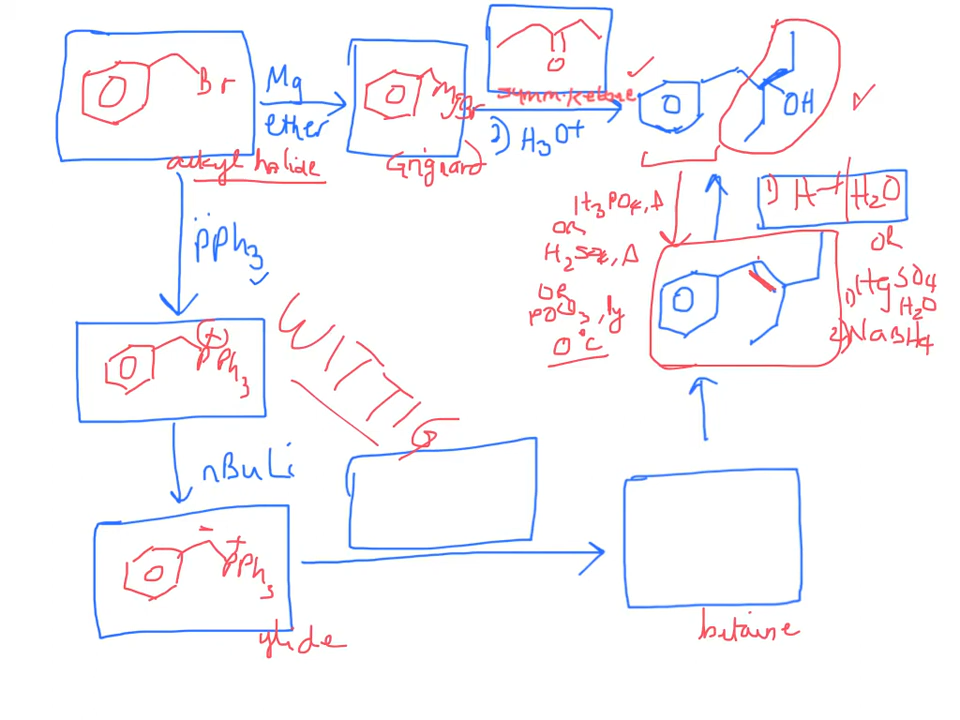 Br
Mg
ether
alkyl halide
MgBr
Grignard
O
symm. ketone
2) H3O+
OH
:PPh3
+
PPh3
nBuLi
-
+
PPh3
ylide
WITTIG
H3PO4, Δ
OR
H2SO4, Δ
OR
POCl3, py
0°C
1) H+/H2O
OR
1) HgSO4
H2O
2) NaBH4
betaine